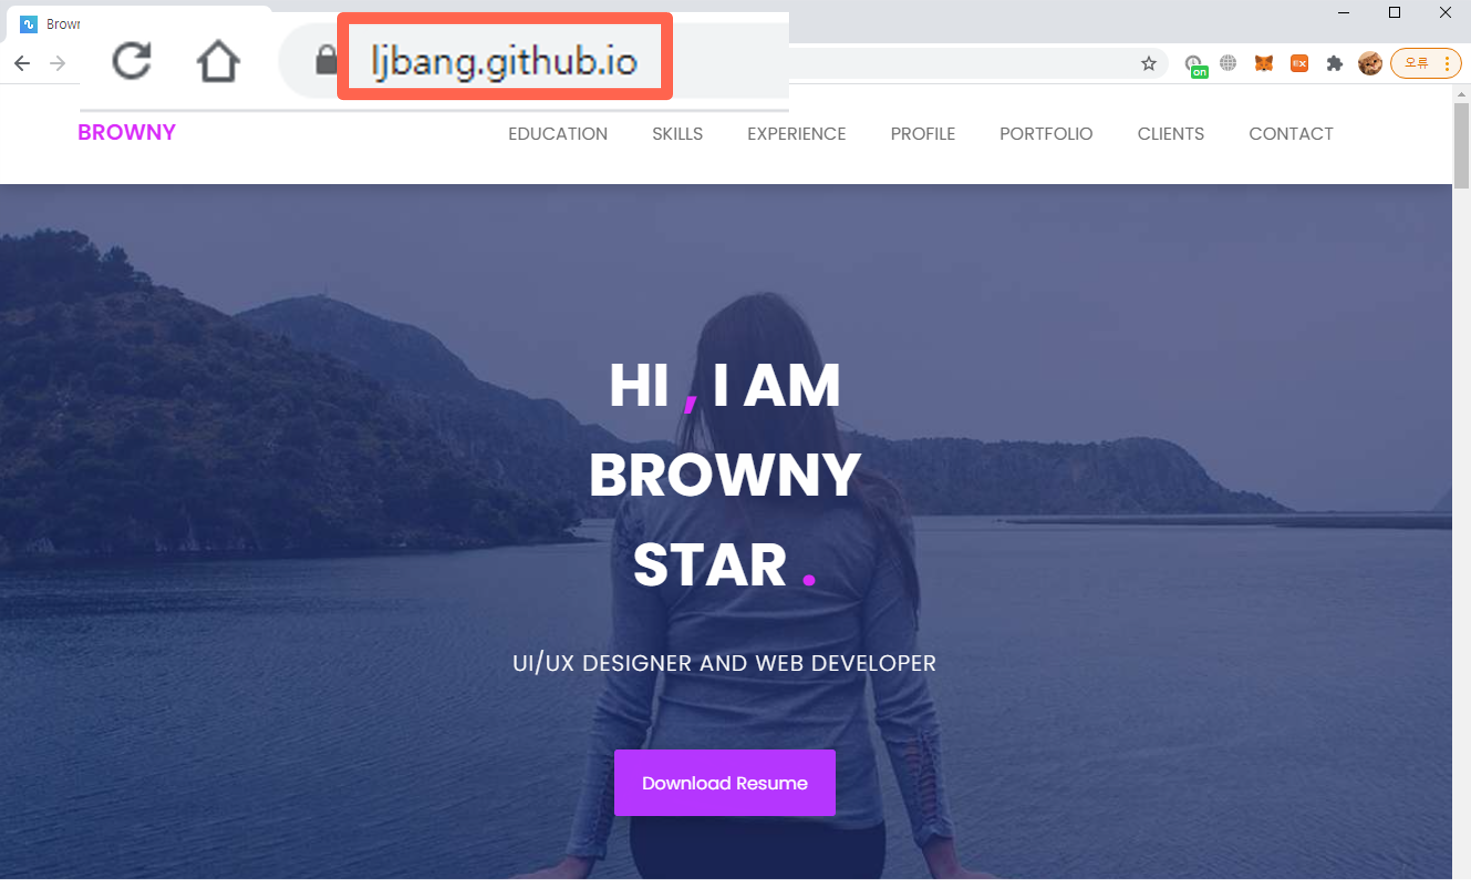 Brown
ljbang.github.io
on
EX
오류
BROWNY
EDUCATION SKILLS EXPERIENCE PROFILE PORTFOLIO CLIENTS CONTACT
HI , I AM
BROWNY
STAR .
UI/UX DESIGNER AND WEB DEVELOPER
Download Resume